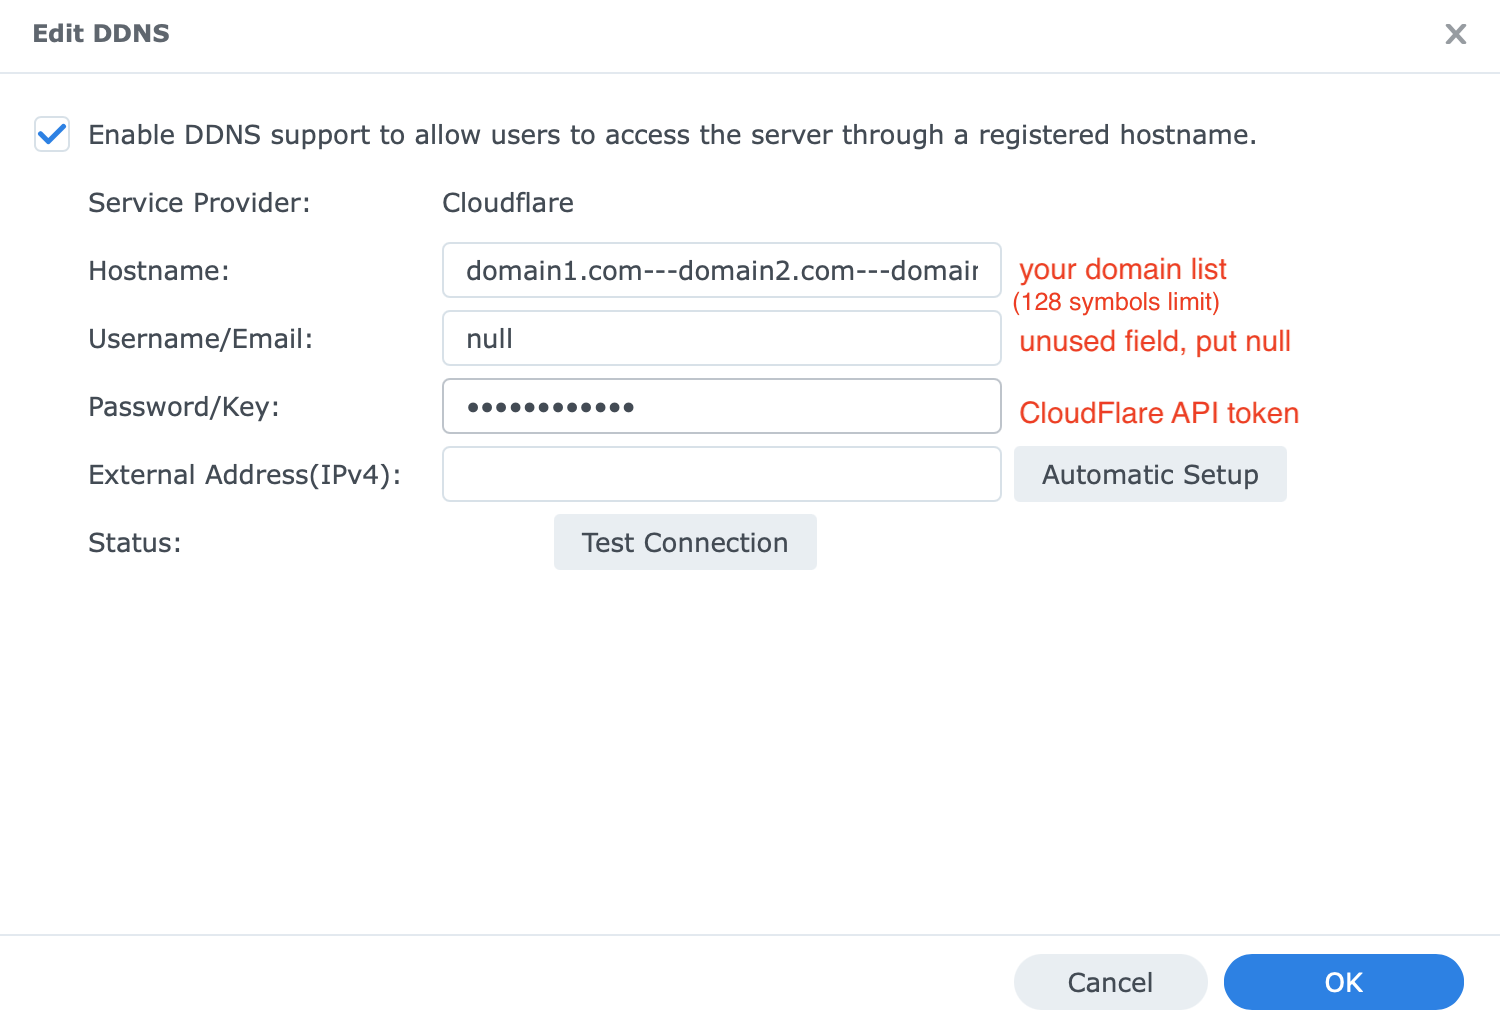 Edit DDNS
Enable DDNS support to allow users to access the server through a registered hostname.
Service Provider: Cloudflare
Hostname: domain1.com---domain2.com---domain your domain list
(128 symbols limit)
Username/Email: null unused field, put null
Password/Key: •••••••••••• CloudFlare API token
External Address(IPv4): Automatic Setup
Status: Test Connection
Cancel OK